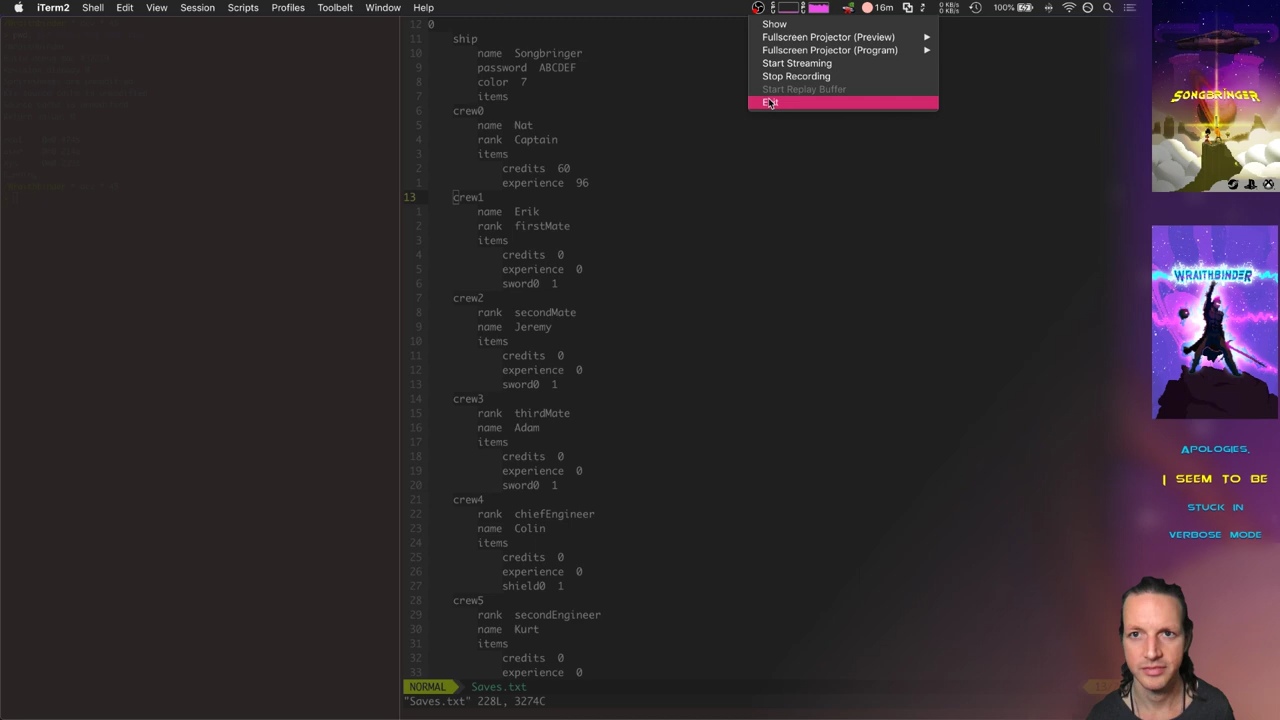 iTerm2 Shell Edit View Session Scripts Profiles Toolbelt Window Help
16m
0 KB/s
0 KB/s
100%
Show
Fullscreen Projector (Preview)
Fullscreen Projector (Program)
Start Streaming
Stop Recording
Start Replay Buffer
12 0
11 ship
10 name Songbringer
9 password ABCDEF
8 color 7
7 items
6 crew0
5 name Nat
4 rank Captain
3 items
2 credits 60
1 experience 96
13 crew1
1 name Erik
2 rank firstMate
3 items
4 credits 0
5 experience 0
6 sword0 1
7 crew2
8 rank secondMate
9 name Jeremy
10 items
11 credits 0
12 experience 0
13 sword0 1
14 crew3
15 rank thirdMate
16 name Adam
17 items
18 credits 0
19 experience 0
20 sword0 1
21 crew4
22 rank chiefEngineer
23 name Colin
24 items
25 credits 0
26 experience 0
27 shield0 1
28 crew5
29 rank secondEngineer
30 name Kurt
31 items
32 credits 0
33 experience 0
NORMAL Saves.txt
"Saves.txt" 228L, 3274C
SONGBRINGER
WRAITHBINDER
APOLOGIES,
I SEEM TO BE
STUCK IN
VERBOSE MODE